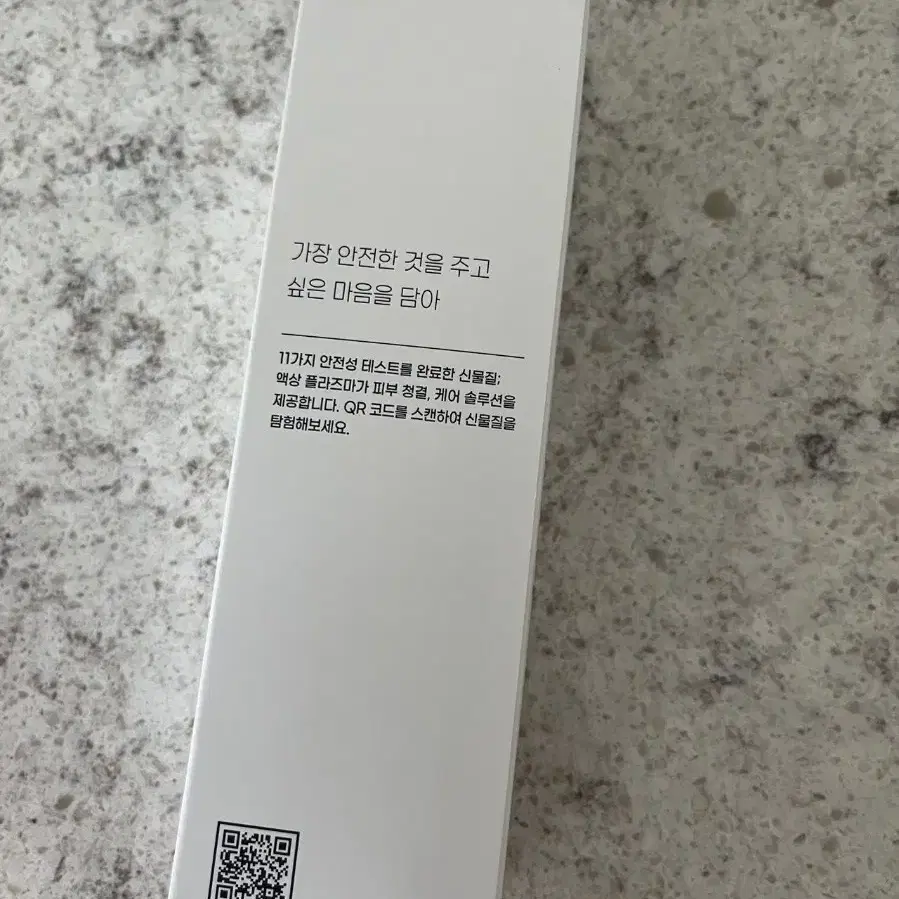 가장 안전한 것을 주고
싶은 마음을 담아
11가지 안전성 테스트를 완료한 신물질;
액상 플라즈마가 피부 청결, 케어 솔루션을
제공합니다. QR 코드를 스캔하여 신물질을
탐험해보세요.